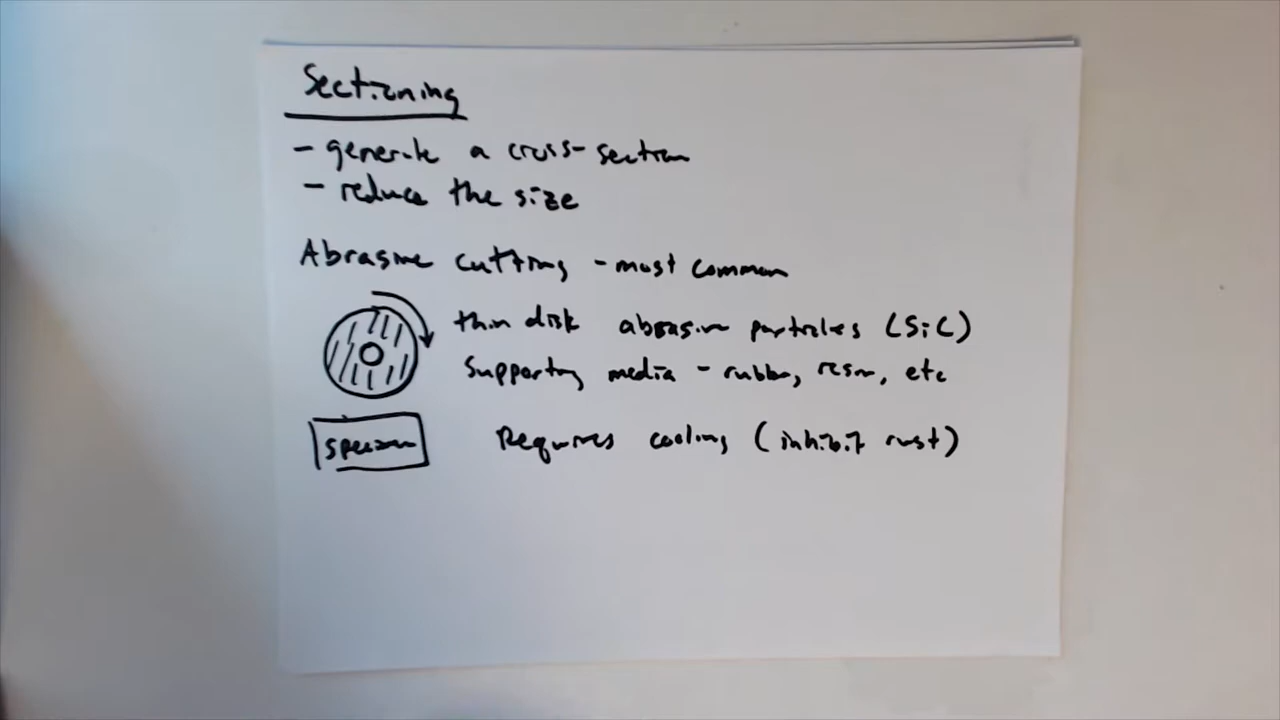 Sectioning
- generate a cross-section
- reduce the size
Abrasive cutting - most common
thin disk abrasive particles (SiC)
Supporting media - rubber, resin, etc
specimen
Requires cooling (inhibit rust)